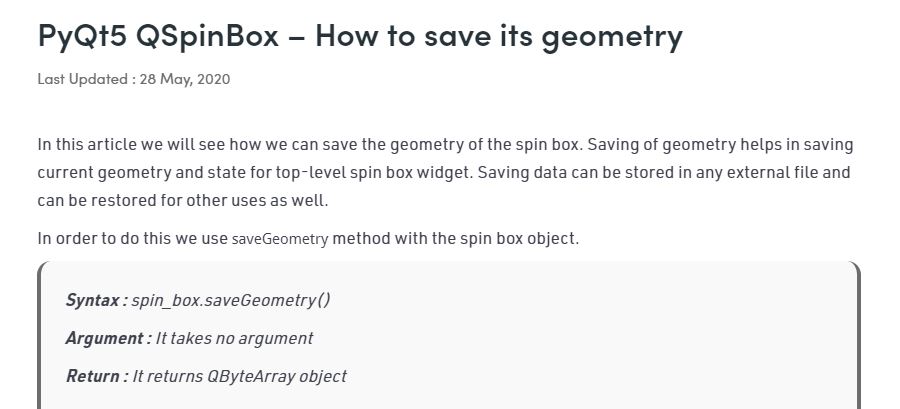 PyQt5 QSpinBox – How to save its geometry
Last Updated : 28 May, 2020
In this article we will see how we can save the geometry of the spin box. Saving of geometry helps in saving
current geometry and state for top-level spin box widget. Saving data can be stored in any external file and
can be restored for other uses as well.
In order to do this we use saveGeometry method with the spin box object.
Syntax : spin_box.saveGeometry()
Argument : It takes no argument
Return : It returns QByteArray object